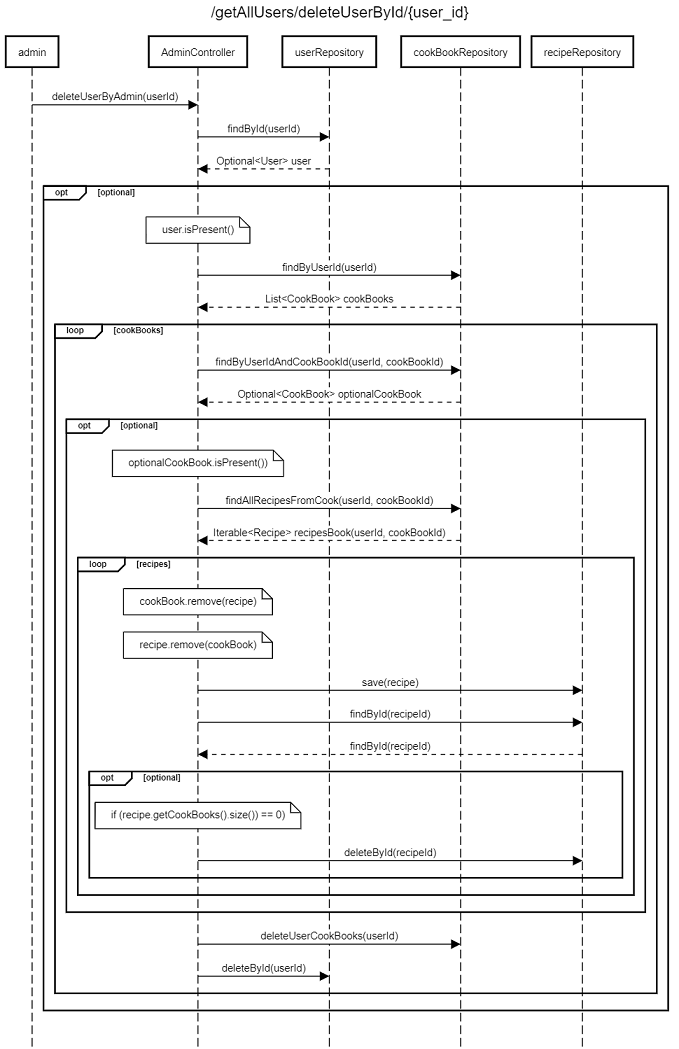 /getAllUsers/deleteUserById/{user_id}
admin
AdminController
userRepository
cookBookRepository
recipeRepository
deleteUserByAdmin(userId)
findById(userId)
Optional<User> user
opt
[optional]
user.isPresent()
findByUserId(userId)
List<CookBook> cookBooks
loop
[cookBooks]
findByUserIdAndCookBookId(userId, cookBookId)
Optional<CookBook> optionalCookBook
opt
[optional]
optionalCookBook.isPresent())
findAllRecipesFromCook(userId, cookBookId)
Iterable<Recipe> recipesBook(userId, cookBookId)
loop
[recipes]
cookBook.remove(recipe)
recipe.remove(cookBook)
save(recipe)
findById(recipeId)
findById(recipeId)
opt
[optional]
if (recipe.getCookBooks().size()) == 0)
deleteById(recipeId)
deleteUserCookBooks(userId)
deleteById(userId)